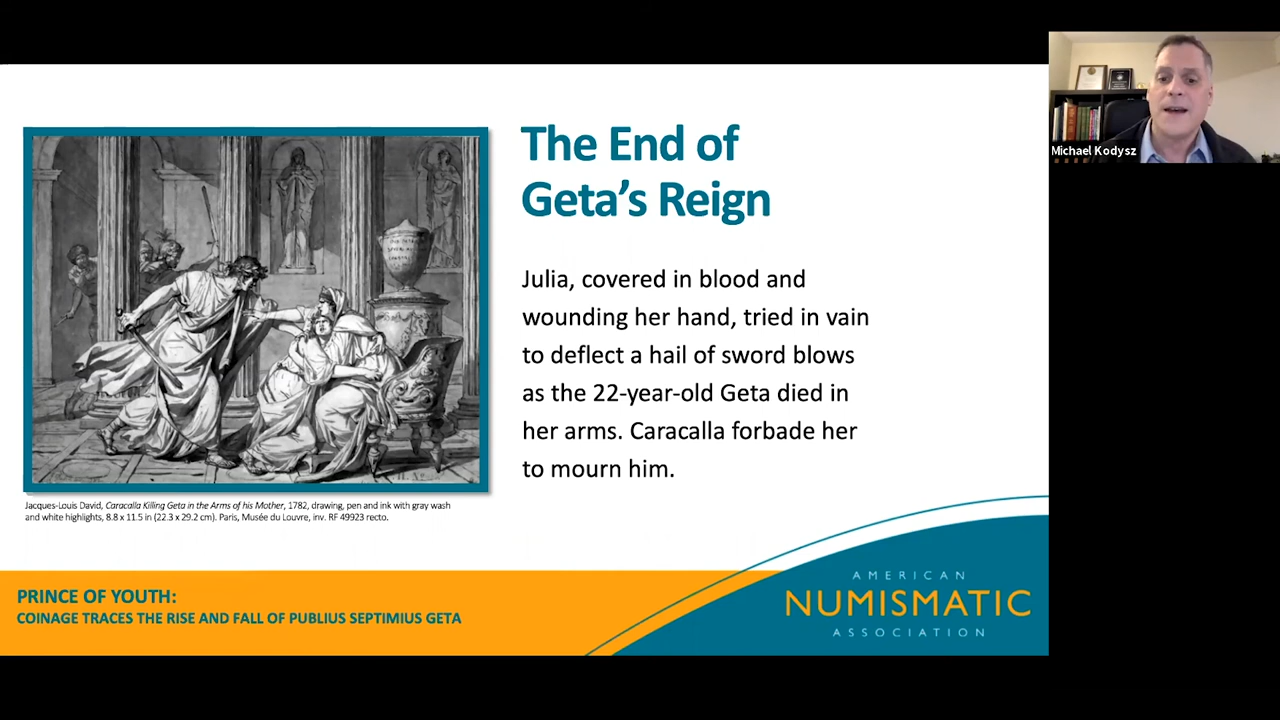 The End of
Geta's Reign
Julia, covered in blood and
wounding her hand, tried in vain
to deflect a hail of sword blows
as the 22-year-old Geta died in
her arms. Caracalla forbade her
to mourn him.
Jacques-Louis David, Caracalla Killing Geta in the Arms of his Mother, 1782, drawing, pen and ink with gray wash
and white highlights, 8.8 x 11.5 in (22.3 x 29.2 cm). Paris, Musée du Louvre, inv. RF 49923 recto.
PRINCE OF YOUTH:
COINAGE TRACES THE RISE AND FALL OF PUBLIUS SEPTIMIUS GETA
AMERICAN
NUMISMATIC
ASSOCIATION
Michael Kodysz